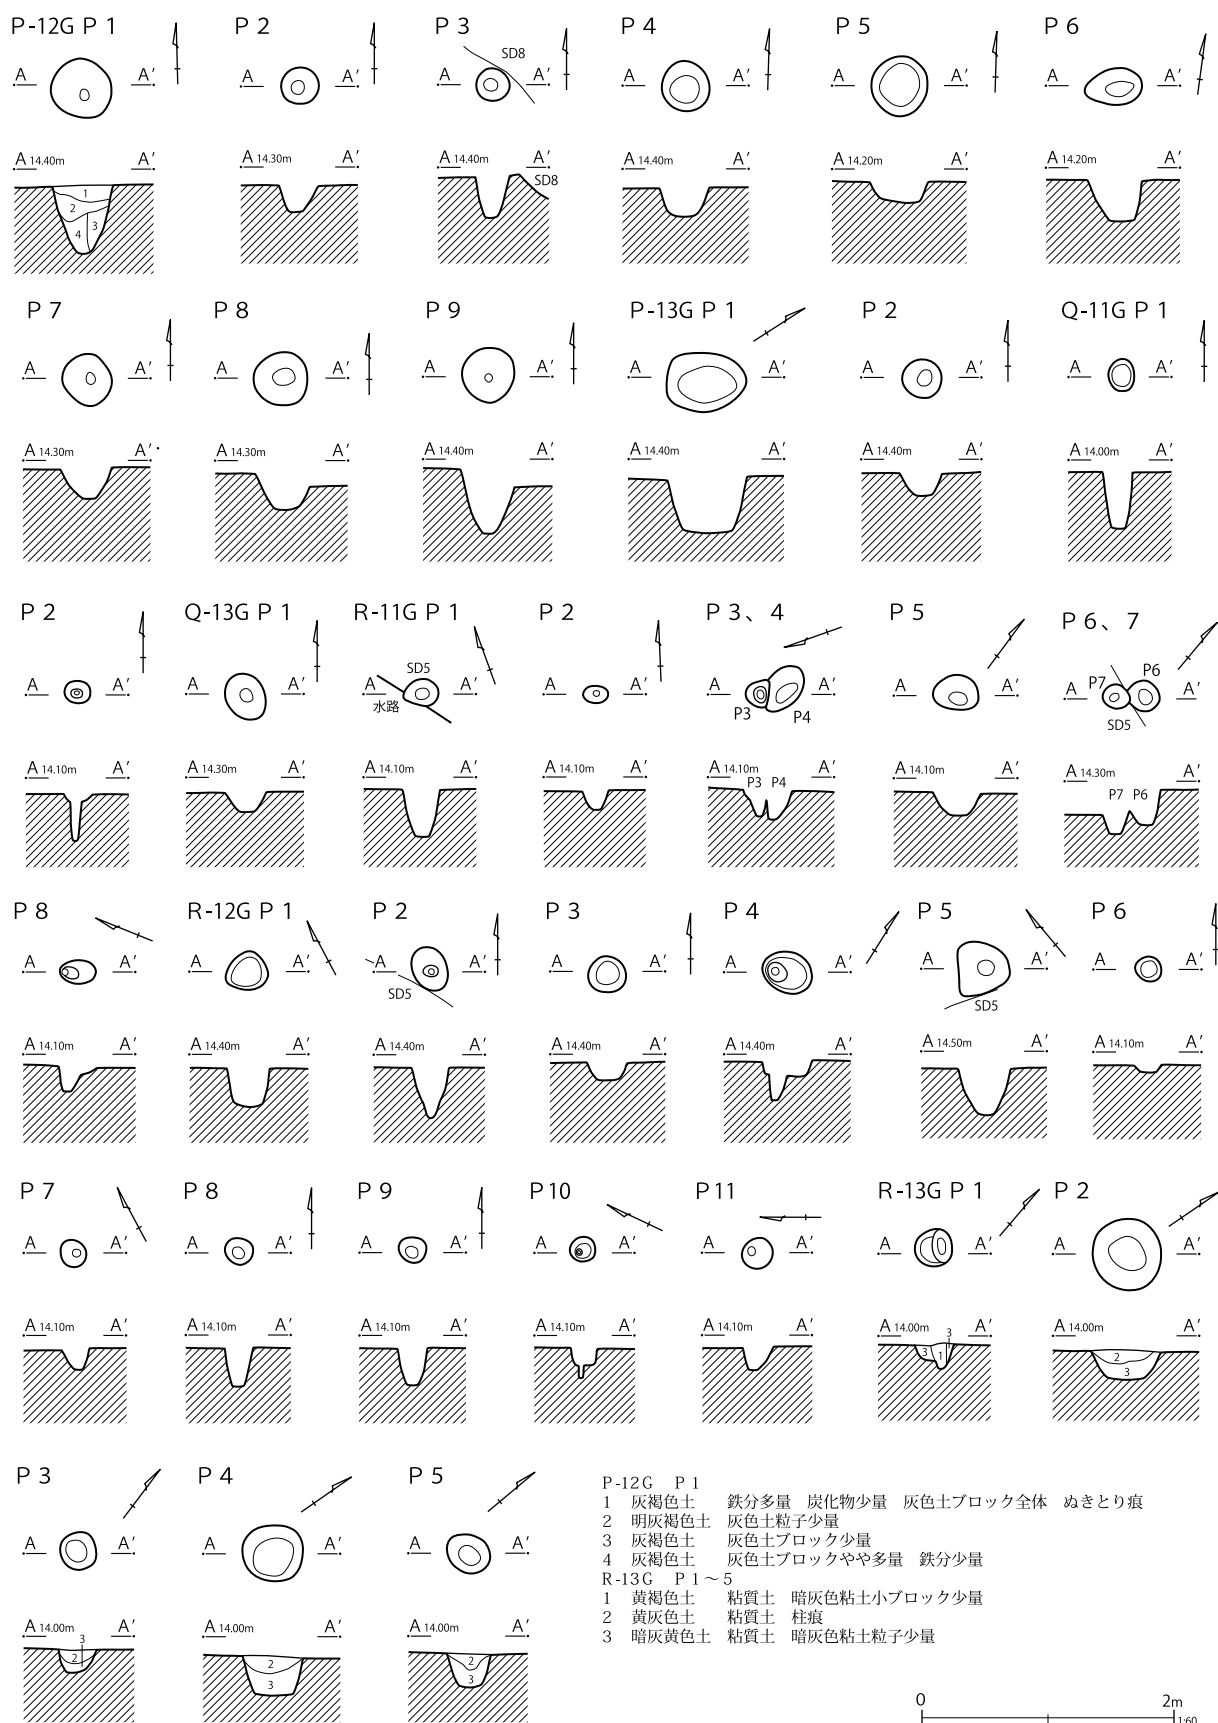 P-12G P 1
P 2
P 3
P 4
P 5
P 6
SD8
A A′
A A′
A A′
A A′
A A′
A A′
A 14.40m A′
A 14.30m A′
A 14.40m A′
A 14.40m A′
A 14.20m A′
A 14.20m A′
SD8
1
2
3
4
P 7
P 8
P 9
P-13G P 1
P 2
Q-11G P 1
A A′
A A′
A A′
A A′
A A′
A A′
A 14.30m A′
A 14.30m A′
A 14.40m A′
A 14.40m A′
A 14.40m A′
A 14.00m A′
P 2
Q-13G P 1
R-11G P 1
P 2
P 3、4
P 5
P 6、7
SD5
水路
P3
P4
P7
P6
SD5
A A′
A A′
A A′
A A′
A A′
A A′
A A′
A 14.10m A′
A 14.30m A′
A 14.10m A′
A 14.10m A′
A 14.10m A′
A 14.10m A′
A 14.30m A′
P3 P4
P7 P6
P 8
R-12G P 1
P 2
P 3
P 4
P 5
P 6
A A′
A A′
A A′
A A′
A A′
A A′
A A′
SD5
SD5
A 14.10m A′
A 14.40m A′
A 14.40m A′
A 14.40m A′
A 14.40m A′
A 14.50m A′
A 14.10m A′
P 7
P 8
P 9
P10
P11
R-13G P 1
P 2
A A′
A A′
A A′
A A′
A A′
A A′
A A′
A 14.10m A′
A 14.10m A′
A 14.10m A′
A 14.10m A′
A 14.10m A′
A 14.00m A′
A 14.00m A′
3
3
1
2
3
P 3
P 4
P 5
A A′
A A′
A A′
A 14.00m A′
A 14.00m A′
A 14.00m A′
3
2
2
3
2
3
P-12G P 1
1 灰褐色土 鉄分多量 炭化物少量 灰色土ブロック全体 ぬきとり痕
2 明灰褐色土 灰色土粒子少量
3 灰褐色土 灰色土ブロック少量
4 灰褐色土 灰色土ブロックやや多量 鉄分少量
R-13G P 1～5
1 黄褐色土 粘質土 暗灰色粘土小ブロック少量
2 黄灰色土 粘質土 柱痕
3 暗灰黄色土 粘質土 暗灰色粘土粒子少量
0 2m
1:60